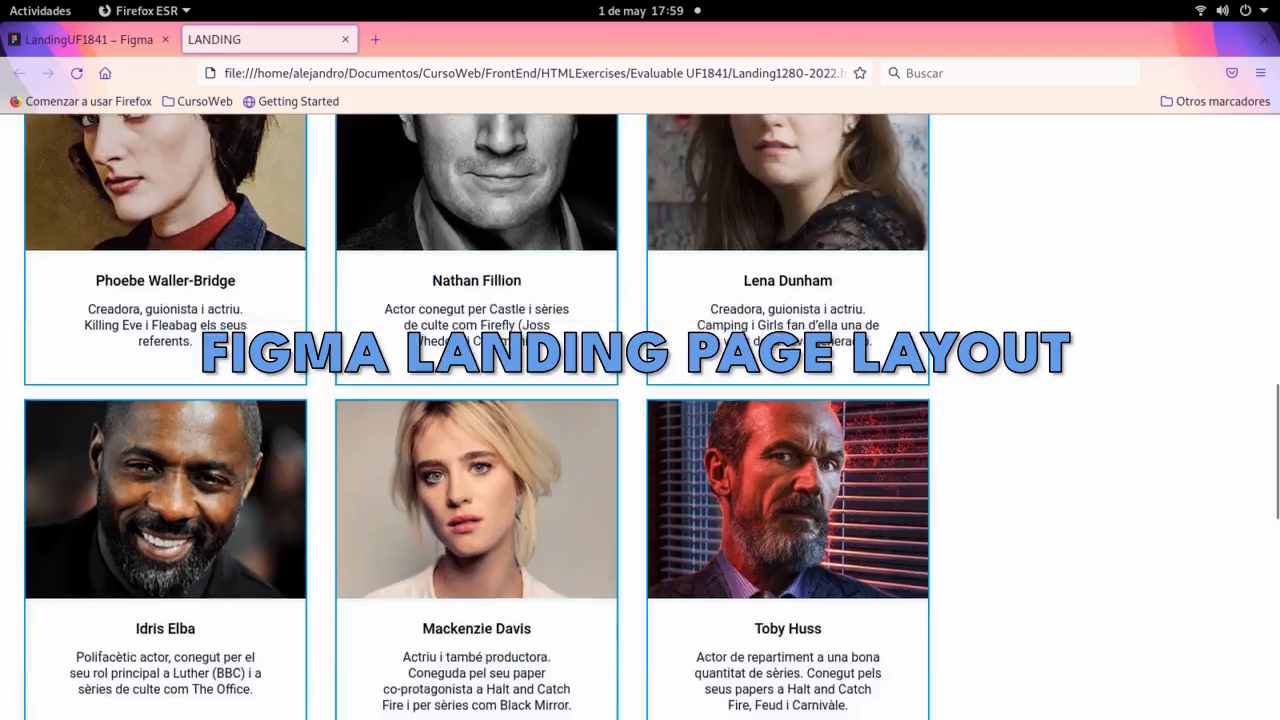 Actividades
Firefox ESR
1 de may 17:59
LandingUF1841 – Figma
LANDING
file:///home/alejandro/Documentos/CursoWeb/FrontEnd/HTMLExercises/Evaluable UF1841/Landing1280-2022.h
Buscar
Comenzar a usar Firefox
CursoWeb
Getting Started
Otros marcadores
Phoebe Waller-Bridge
Creadora, guionista i actriu.
Killing Eve i Fleabag els seus
referents.
Nathan Fillion
Actor conegut per Castle i sèries
de culte com Firefly (Joss
Lena Dunham
Creadora, guionista i actriu.
Camping i Girls fan d'ella una de
FIGMA LANDING PAGE LAYOUT
Idris Elba
Polifacètic actor, conegut per el
seu rol principal a Luther (BBC) i a
sèries de culte com The Office.
Mackenzie Davis
Actriu i també productora.
Coneguda pel seu paper
co-protagonista a Halt and Catch
Fire i per sèries com Black Mirror.
Toby Huss
Actor de repartiment a una bona
quantitat de sèries. Conegut pels
seus papers a Halt and Catch
Fire, Feud i Carnivàle.